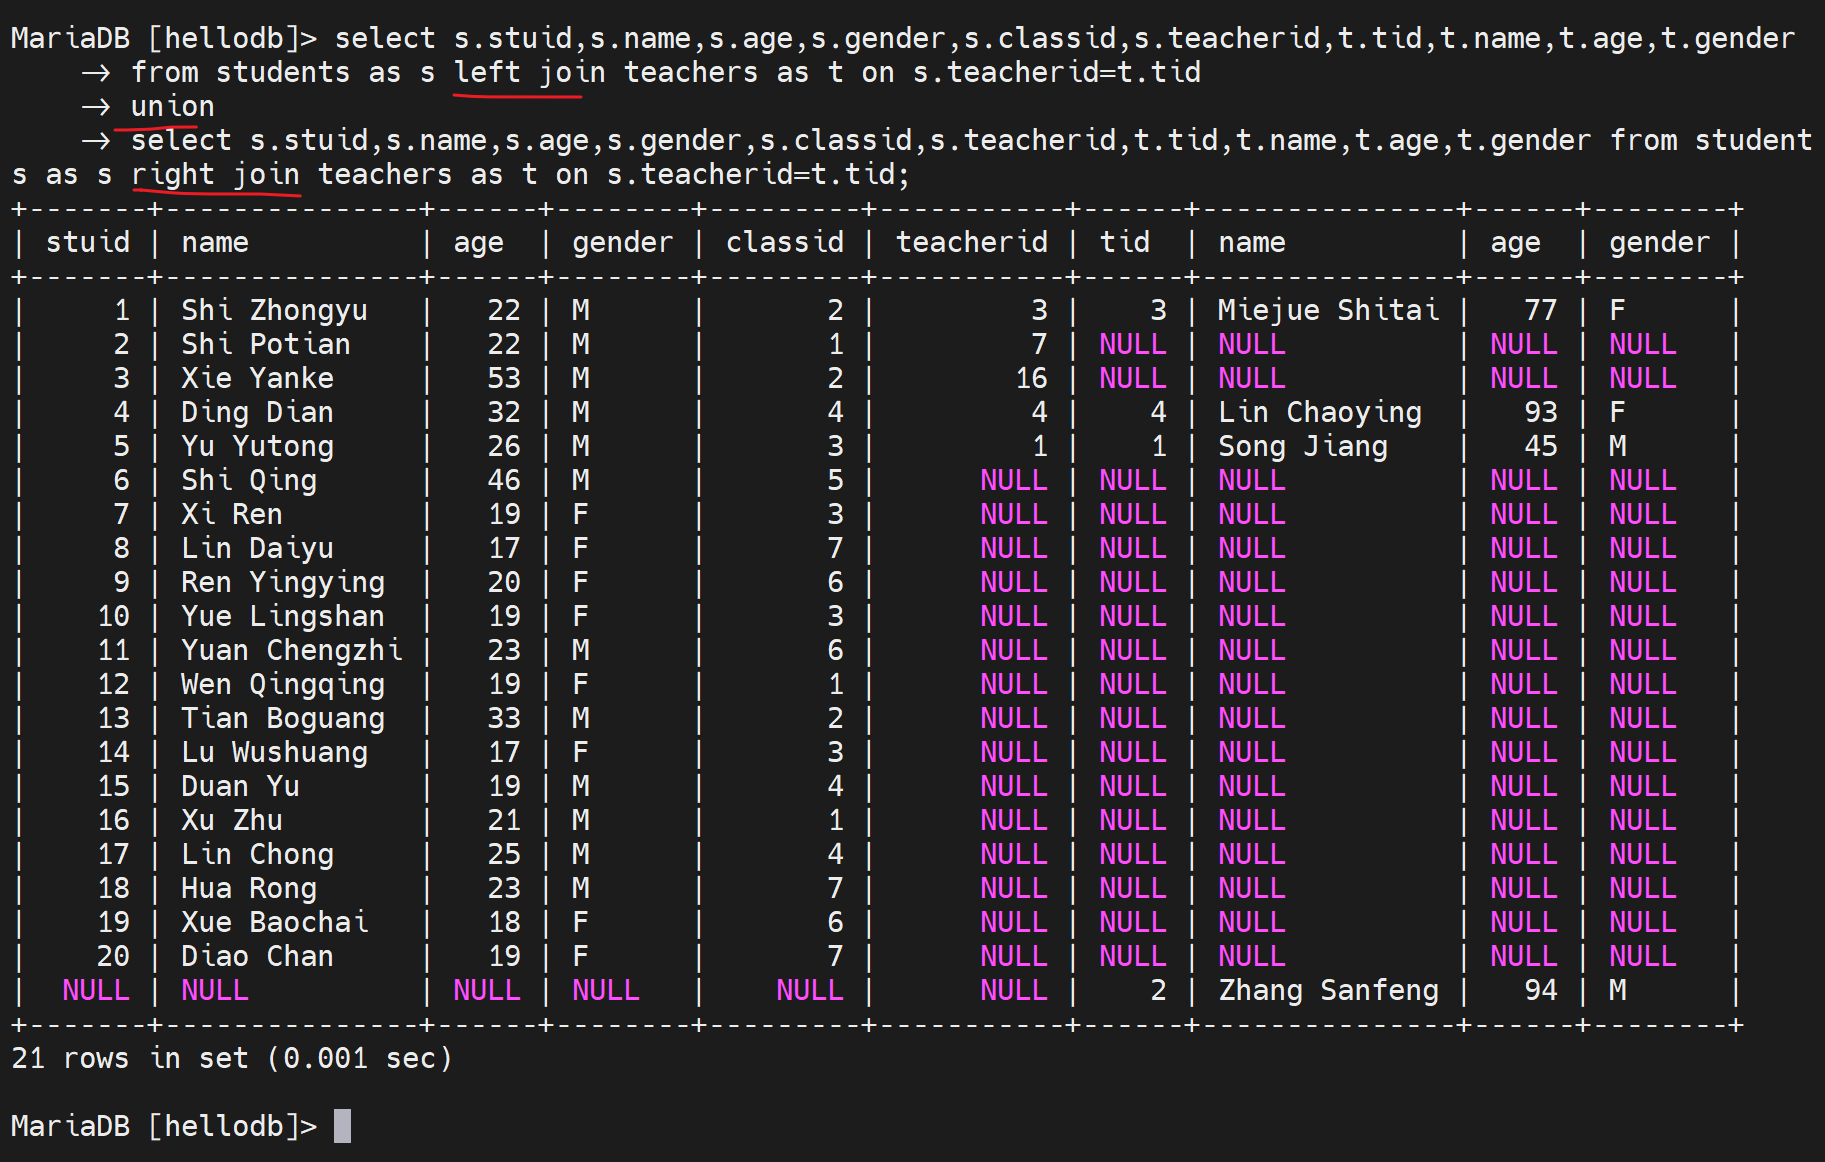 MariaDB [hellodb]> select s.stuid,s.name,s.age,s.gender,s.classid,s.teacherid,t.tid,t.name,t.age,t.gender
    -> from students as s left join teachers as t on s.teacherid=t.tid
    -> union
    -> select s.stuid,s.name,s.age,s.gender,s.classid,s.teacherid,t.tid,t.name,t.age,t.gender from student
s as s right join teachers as t on s.teacherid=t.tid;
+-------+---------------+------+--------+---------+-----------+------+---------------+------+--------+
| stuid | name          | age  | gender | classid | teacherid | tid  | name          | age  | gender |
+-------+---------------+------+--------+---------+-----------+------+---------------+------+--------+
|     1 | Shi Zhongyu   |   22 | M      |       2 |         3 |    3 | Miejue Shitai |   77 | F      |
|     2 | Shi Potian    |   22 | M      |       1 |         7 | NULL | NULL          | NULL | NULL   |
|     3 | Xie Yanke     |   53 | M      |       2 |        16 | NULL | NULL          | NULL | NULL   |
|     4 | Ding Dian     |   32 | M      |       4 |         4 |    4 | Lin Chaoying  |   93 | F      |
|     5 | Yu Yutong     |   26 | M      |       3 |         1 |    1 | Song Jiang    |   45 | M      |
|     6 | Shi Qing      |   46 | M      |       5 |      NULL | NULL | NULL          | NULL | NULL   |
|     7 | Xi Ren        |   19 | F      |       3 |      NULL | NULL | NULL          | NULL | NULL   |
|     8 | Lin Daiyu     |   17 | F      |       7 |      NULL | NULL | NULL          | NULL | NULL   |
|     9 | Ren Yingying  |   20 | F      |       6 |      NULL | NULL | NULL          | NULL | NULL   |
|    10 | Yue Lingshan  |   19 | F      |       3 |      NULL | NULL | NULL          | NULL | NULL   |
|    11 | Yuan Chengzhi |   23 | M      |       6 |      NULL | NULL | NULL          | NULL | NULL   |
|    12 | Wen Qingqing  |   19 | F      |       1 |      NULL | NULL | NULL          | NULL | NULL   |
|    13 | Tian Boguang  |   33 | M      |       2 |      NULL | NULL | NULL          | NULL | NULL   |
|    14 | Lu Wushuang   |   17 | F      |       3 |      NULL | NULL | NULL          | NULL | NULL   |
|    15 | Duan Yu       |   19 | M      |       4 |      NULL | NULL | NULL          | NULL | NULL   |
|    16 | Xu Zhu        |   21 | M      |       1 |      NULL | NULL | NULL          | NULL | NULL   |
|    17 | Lin Chong     |   25 | M      |       4 |      NULL | NULL | NULL          | NULL | NULL   |
|    18 | Hua Rong      |   23 | M      |       7 |      NULL | NULL | NULL          | NULL | NULL   |
|    19 | Xue Baochai   |   18 | F      |       6 |      NULL | NULL | NULL          | NULL | NULL   |
|    20 | Diao Chan     |   19 | F      |       7 |      NULL | NULL | NULL          | NULL | NULL   |
|  NULL | NULL          | NULL | NULL   |    NULL |      NULL |    2 | Zhang Sanfeng |   94 | M      |
+-------+---------------+------+--------+---------+-----------+------+---------------+------+--------+
21 rows in set (0.001 sec)
MariaDB [hellodb]>